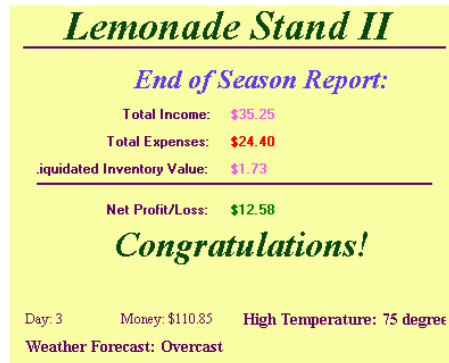 Lemonade Stand II
End of Season Report:
Total Income: $35.25
Total Expenses: $24.40
.iquidated Inventory Value: $1.73
Net Profit/Loss: $12.58
Congratulations!
Day: 3 Money: $110.85 High Temperature: 75 degree
Weather Forecast: Overcast